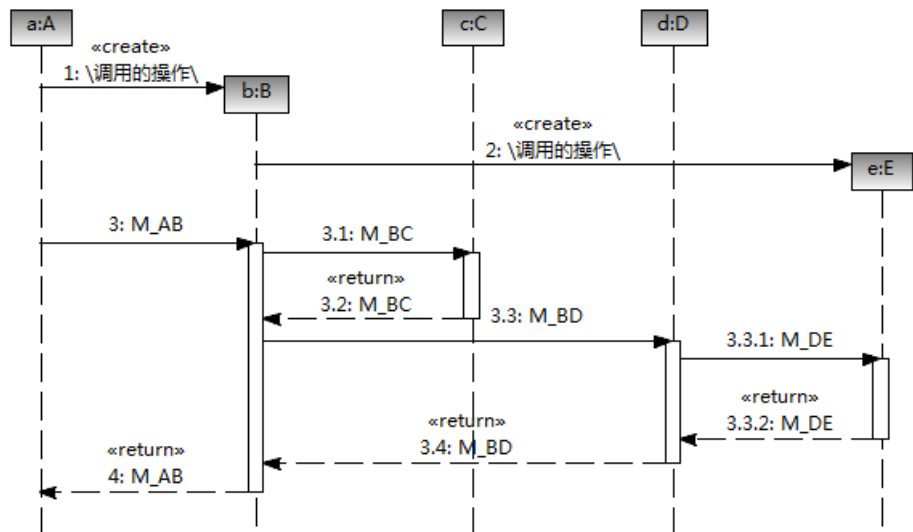 a:A
c:C
d:D
«create»
1: \调用的操作\
b:B
«create»
2: \调用的操作\
e:E
3: M_AB
3.1: M_BC
«return»
3.2: M_BC
3.3: M_BD
3.3.1: M_DE
«return»
3.3.2: M_DE
«return»
3.4: M_BD
«return»
4: M_AB